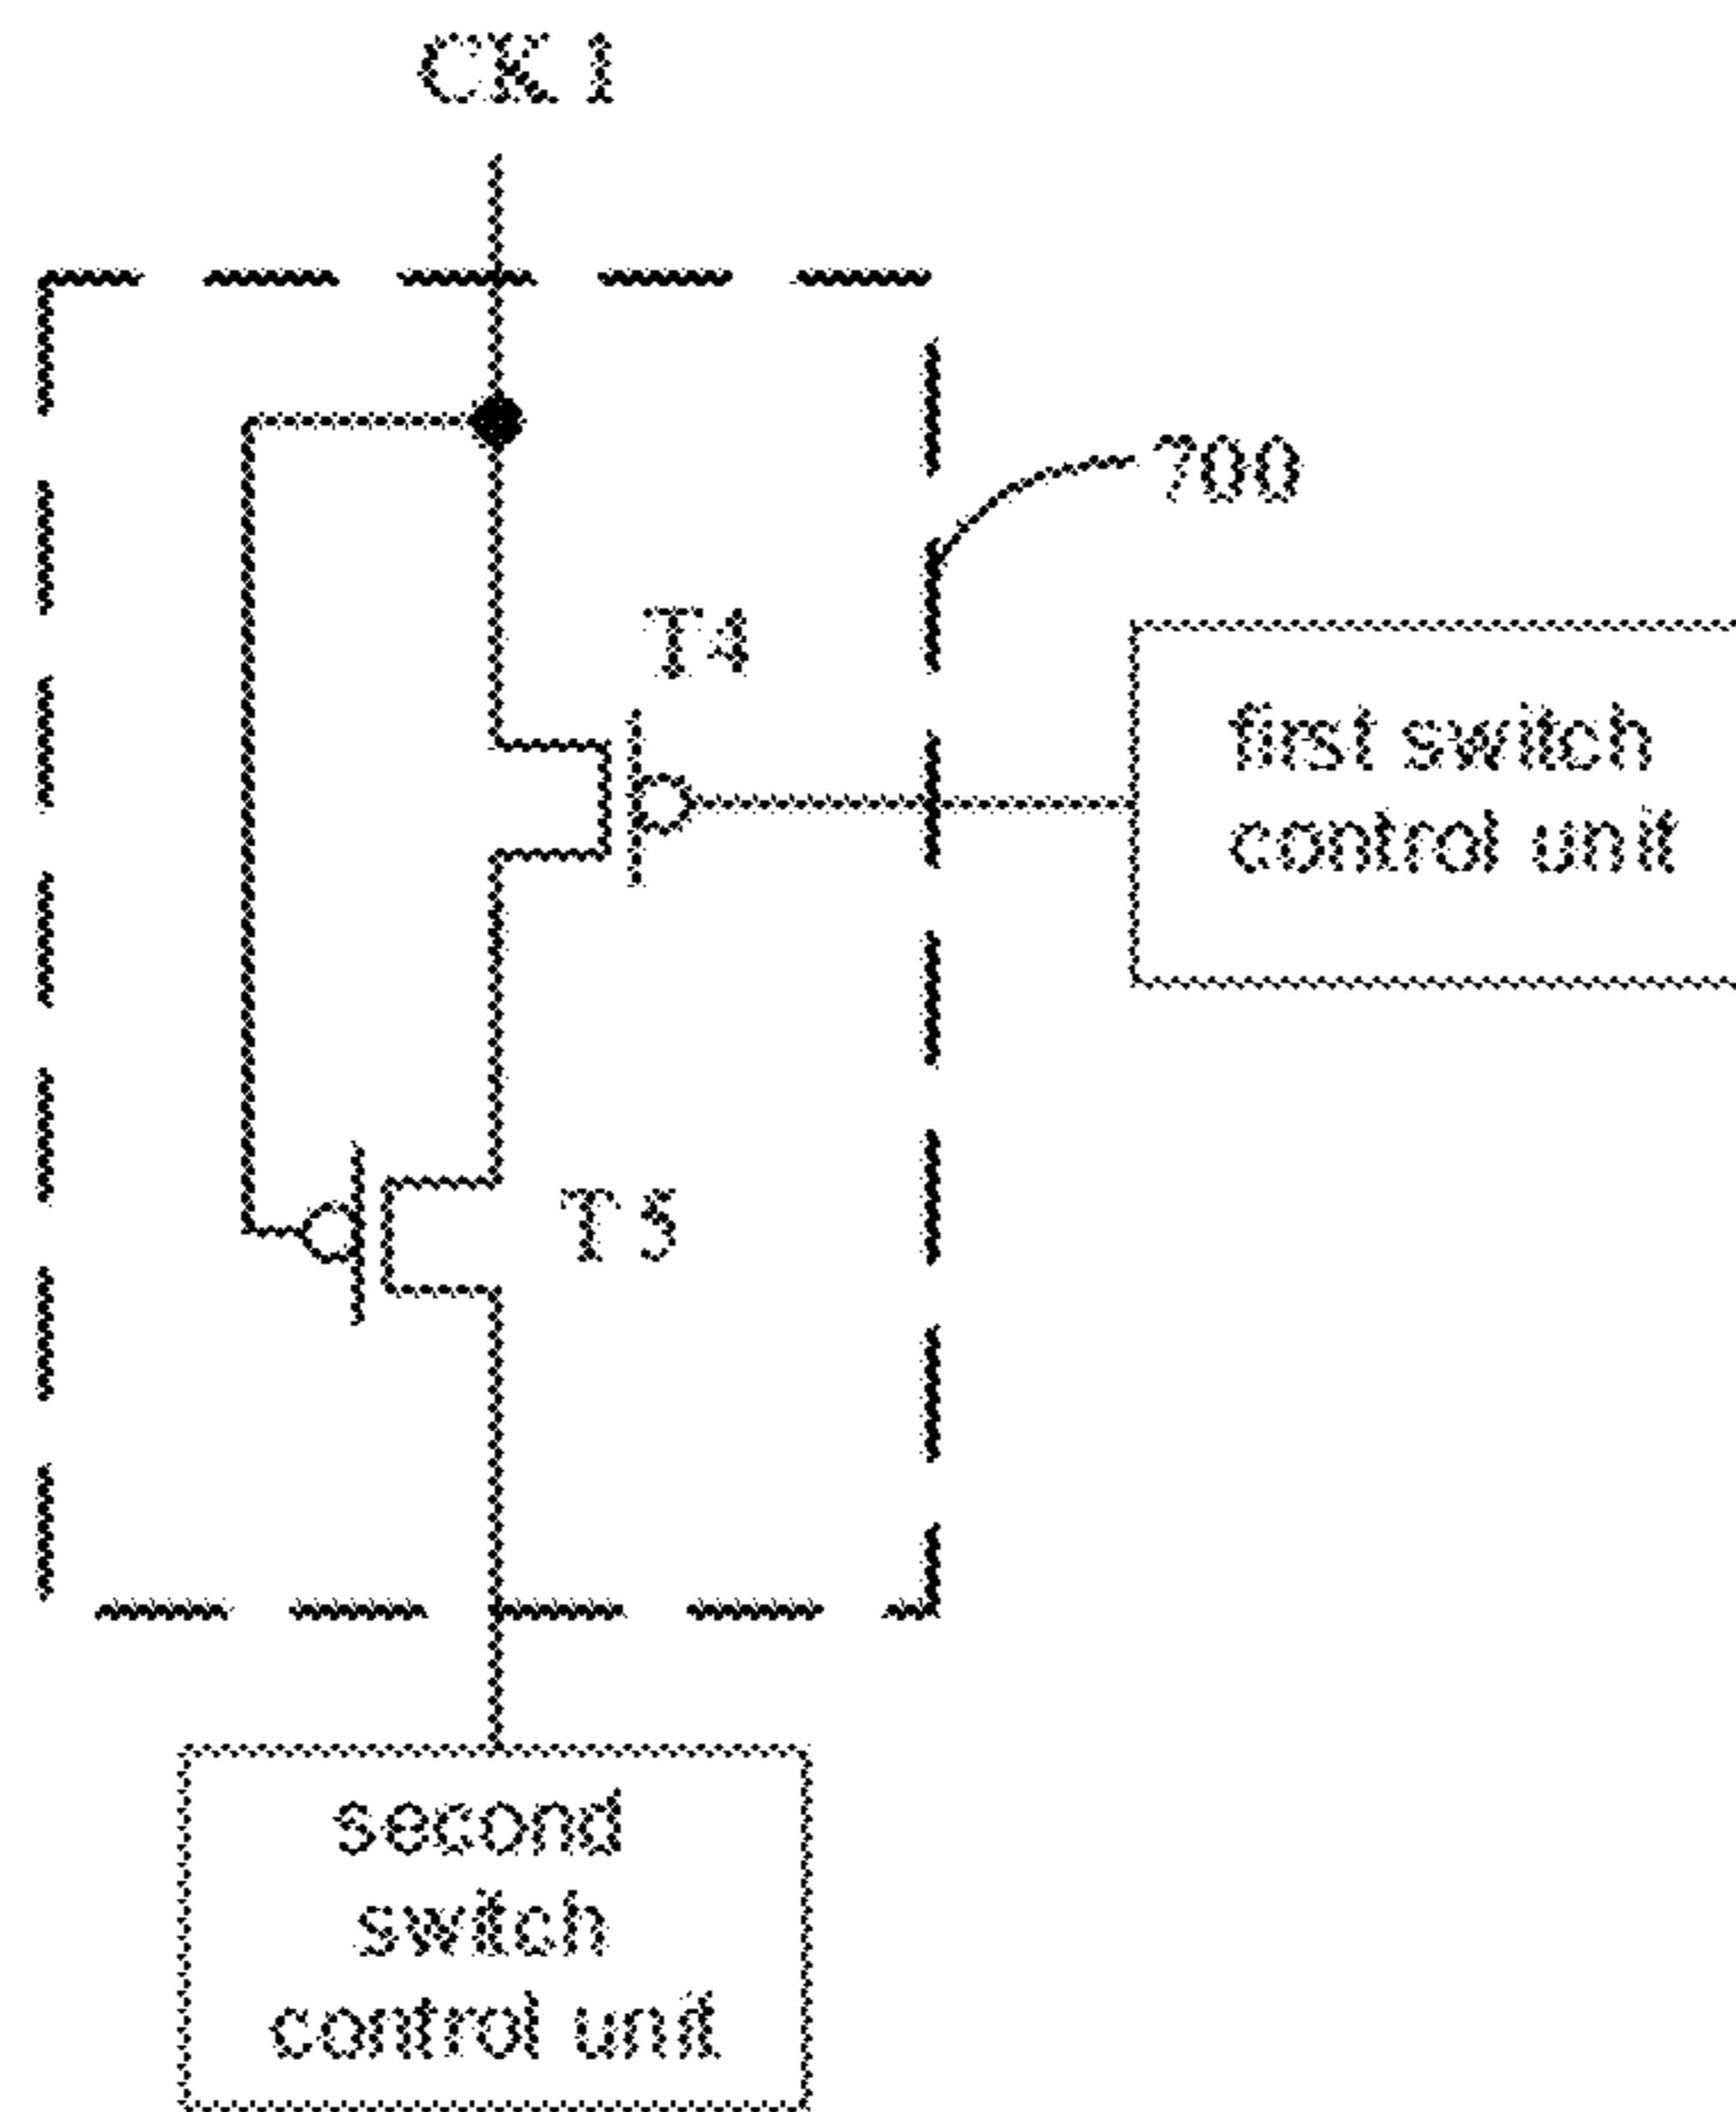 CK1
700
T4
first switch
control unit
T5
second
switch
control unit